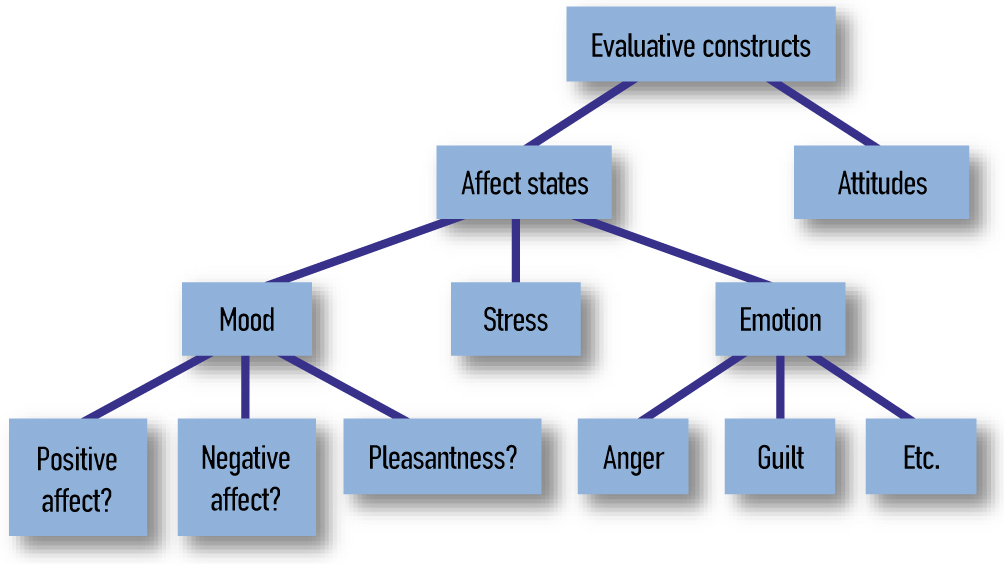 Evaluative constructs
Affect states
Attitudes
Mood
Stress
Emotion
Positive
affect?
Negative
affect?
Pleasantness?
Anger
Guilt
Etc.